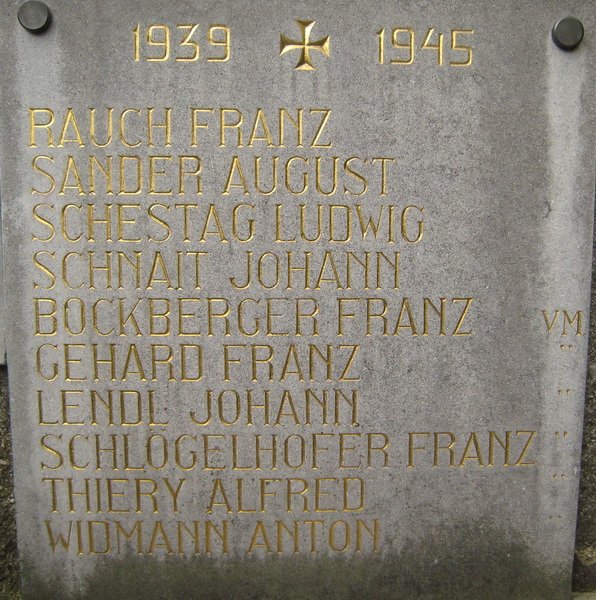 1939 1945
RAUCH FRANZ
SANDER AUGUST
SCHESTAG LUDWIG
SCHNAIT JOHANN
BOCKBERGER FRANZ VM
GEHARD FRANZ "
LENDL JOHANN "
SCHLÖGELHOFER FRANZ "
THIERY ALFRED "
WIDMANN ANTON "